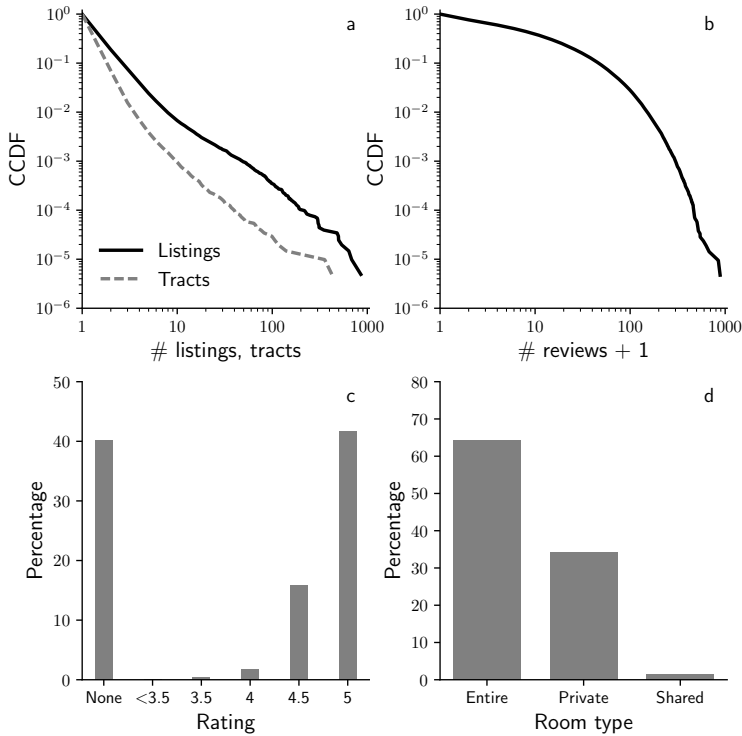 a
10^0
10^-1
10^-2
10^-3
10^-4
10^-5
10^-6
CCDF
Listings
Tracts
1 10 100 1000
# listings, tracts
b
10^0
10^-1
10^-2
10^-3
10^-4
10^-5
10^-6
CCDF
1 10 100 1000
# reviews + 1
c
50
40
30
20
10
0
Percentage
None <3.5 3.5 4 4.5 5
Rating
d
80
70
60
50
40
30
20
10
0
Percentage
Entire Private Shared
Room type